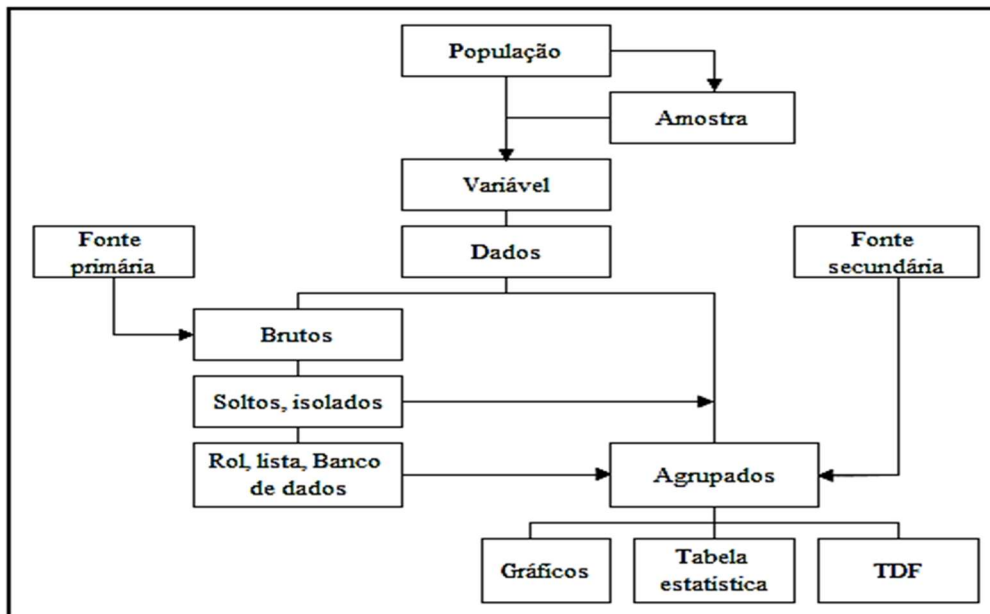 População
Amostra
Variável
Fonte
primária
Dados
Fonte
secundária
Brutos
Soltos, isolados
Rol, lista, Banco
de dados
Agrupados
Gráficos
Tabela
estatística
TDF